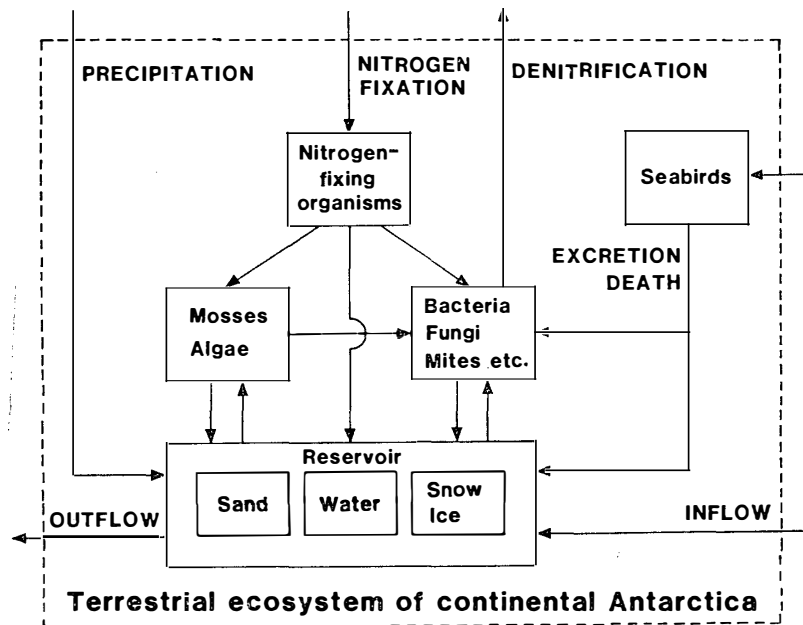 PRECIPITATION
NITROGEN
FIXATION
DENITRIFICATION
Nitrogen-
fixing
organisms
Seabirds
EXCRETION
DEATH
Mosses
Algae
Bacteria
Fungi
Mites etc.
Reservoir
Sand
Water
Snow
Ice
OUTFLOW
INFLOW
Terrestrial ecosystem of continental Antarctica